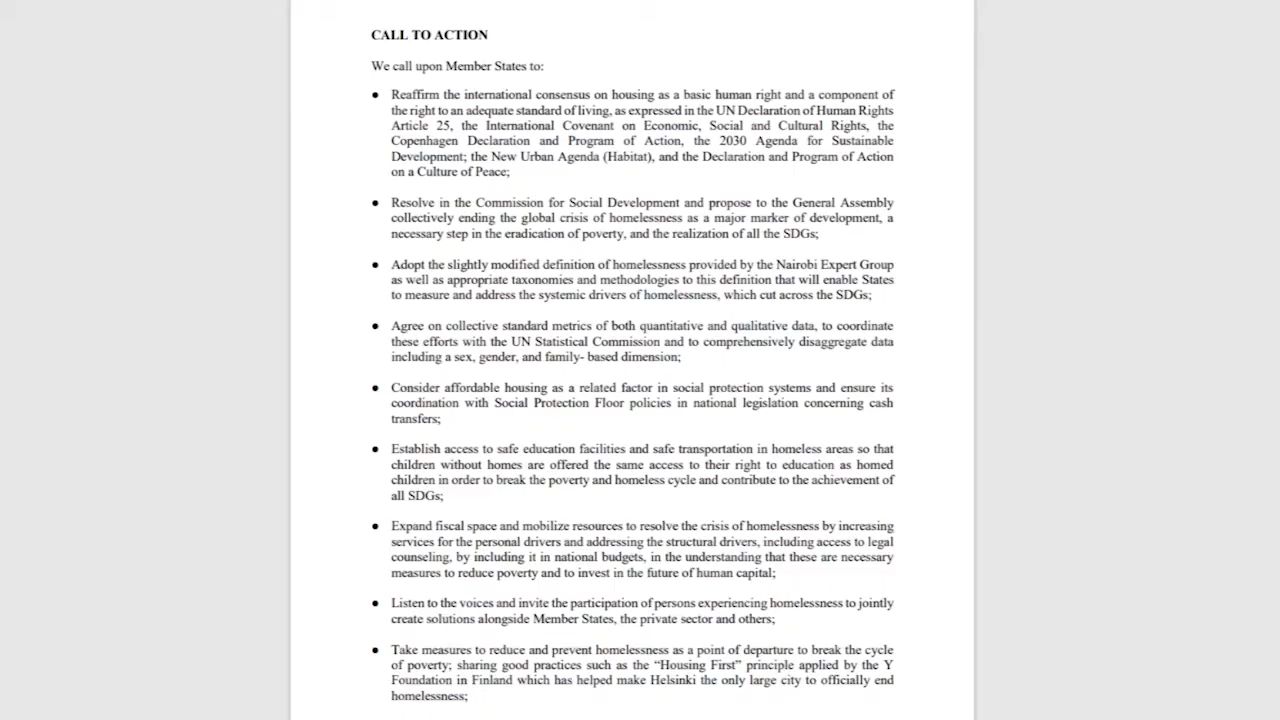 CALL TO ACTION
We call upon Member States to:
● Reaffirm the international consensus on housing as a basic human right and a component of
the right to an adequate standard of living, as expressed in the UN Declaration of Human Rights
Article 25, the International Covenant on Economic, Social and Cultural Rights, the
Copenhagen Declaration and Program of Action, the 2030 Agenda for Sustainable
Development; the New Urban Agenda (Habitat), and the Declaration and Program of Action
on a Culture of Peace;
● Resolve in the Commission for Social Development and propose to the General Assembly
collectively ending the global crisis of homelessness as a major marker of development, a
necessary step in the eradication of poverty, and the realization of all the SDGs;
● Adopt the slightly modified definition of homelessness provided by the Nairobi Expert Group
as well as appropriate taxonomies and methodologies to this definition that will enable States
to measure and address the systemic drivers of homelessness, which cut across the SDGs;
● Agree on collective standard metrics of both quantitative and qualitative data, to coordinate
these efforts with the UN Statistical Commission and to comprehensively disaggregate data
including a sex, gender, and family- based dimension;
● Consider affordable housing as a related factor in social protection systems and ensure its
coordination with Social Protection Floor policies in national legislation concerning cash
transfers;
● Establish access to safe education facilities and safe transportation in homeless areas so that
children without homes are offered the same access to their right to education as homed
children in order to break the poverty and homeless cycle and contribute to the achievement of
all SDGs;
● Expand fiscal space and mobilize resources to resolve the crisis of homelessness by increasing
services for the personal drivers and addressing the structural drivers, including access to legal
counseling, by including it in national budgets, in the understanding that these are necessary
measures to reduce poverty and to invest in the future of human capital;
● Listen to the voices and invite the participation of persons experiencing homelessness to jointly
create solutions alongside Member States, the private sector and others;
● Take measures to reduce and prevent homelessness as a point of departure to break the cycle
of poverty; sharing good practices such as the “Housing First” principle applied by the Y
Foundation in Finland which has helped make Helsinki the only large city to officially end
homelessness;